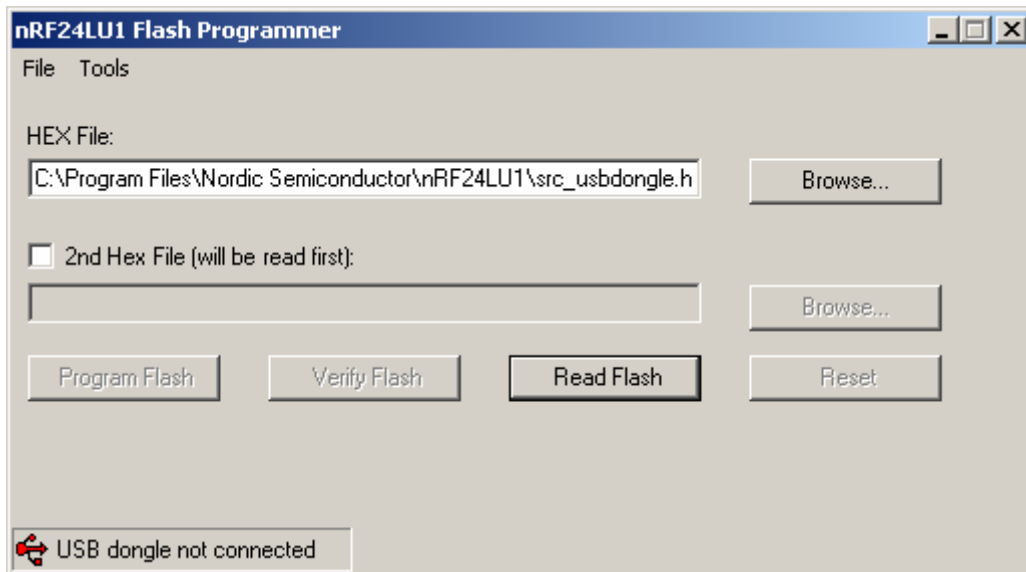 nRF24LU1 Flash Programmer
File Tools
HEX File:
C:\Program Files\Nordic Semiconductor\nRF24LU1\src_usbdongle.h Browse...
2nd Hex File (will be read first):
Browse...
Program Flash Verify Flash Read Flash Reset
USB dongle not connected